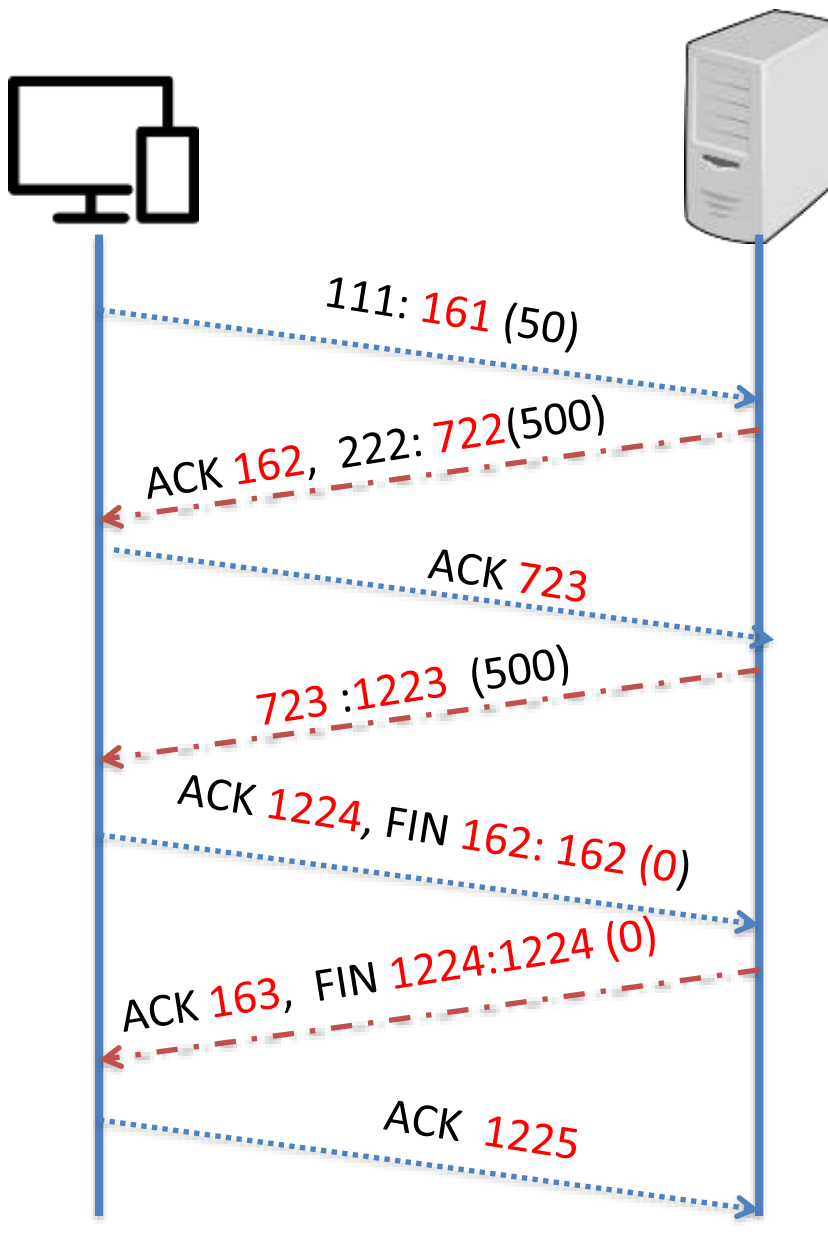 111: 161 (50)
ACK 162, 222: 722(500)
ACK 723
723 :1223 (500)
ACK 1224, FIN 162: 162 (0)
ACK 163, FIN 1224:1224 (0)
ACK 1225